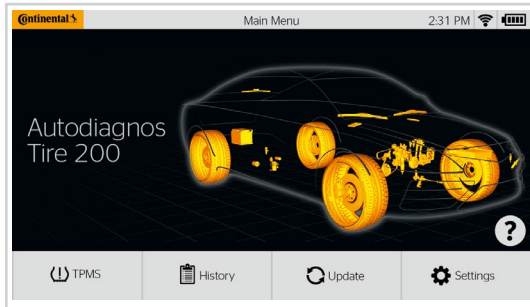 Continental
Main Menu
2:31 PM
Autodiagnos
Tire 200
?
TPMS
History
Update
Settings